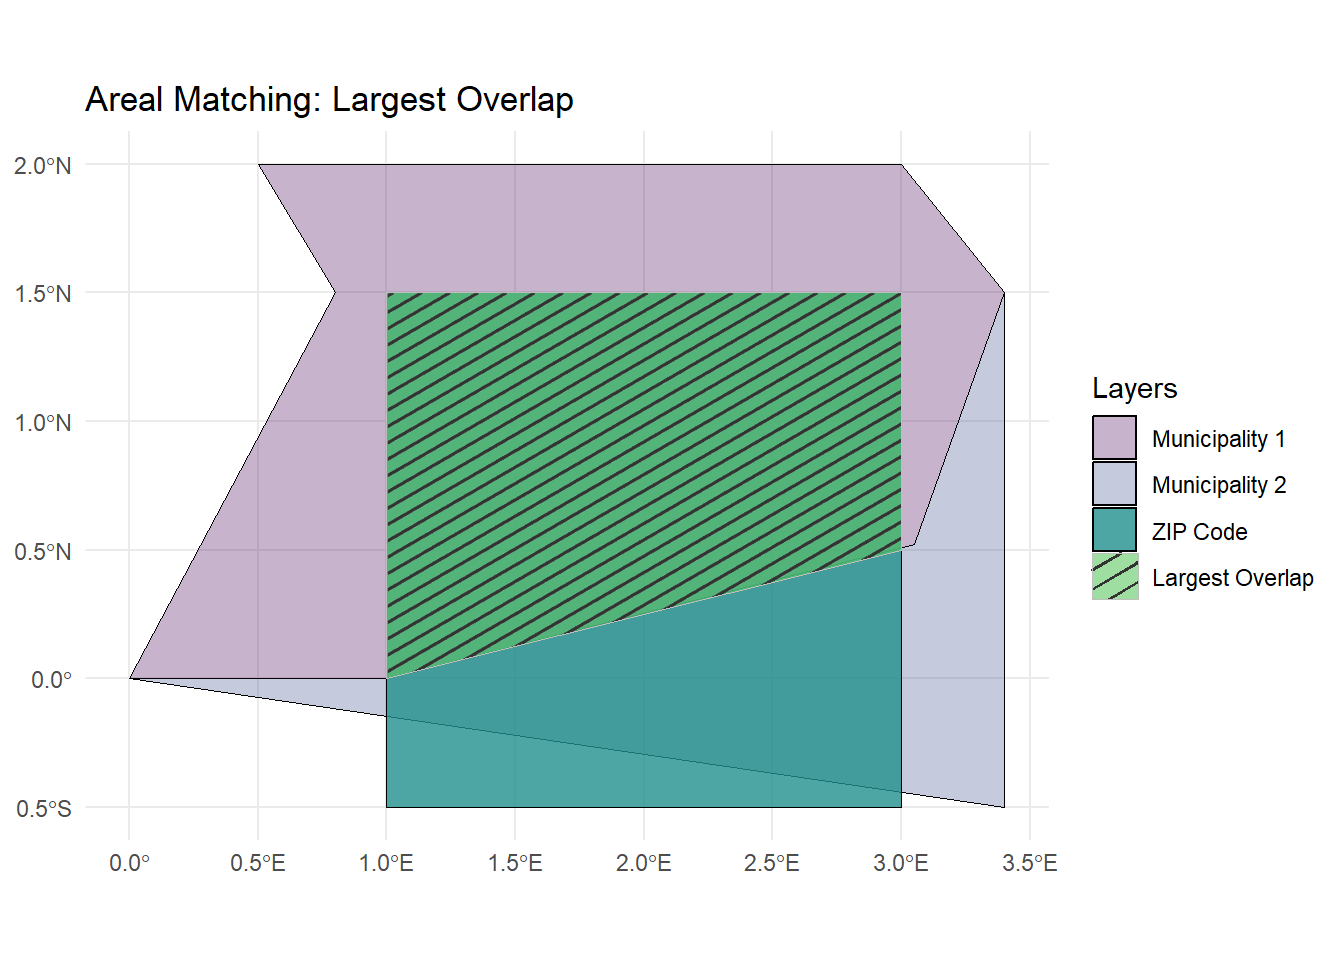 Areal Matching: Largest Overlap
2.0°N
1.5°N
1.0°N
0.5°N
0.0°
0.5°S
0.0°
0.5°E
1.0°E
1.5°E
2.0°E
2.5°E
3.0°E
3.5°E
Layers
Municipality 1
Municipality 2
ZIP Code
Largest Overlap